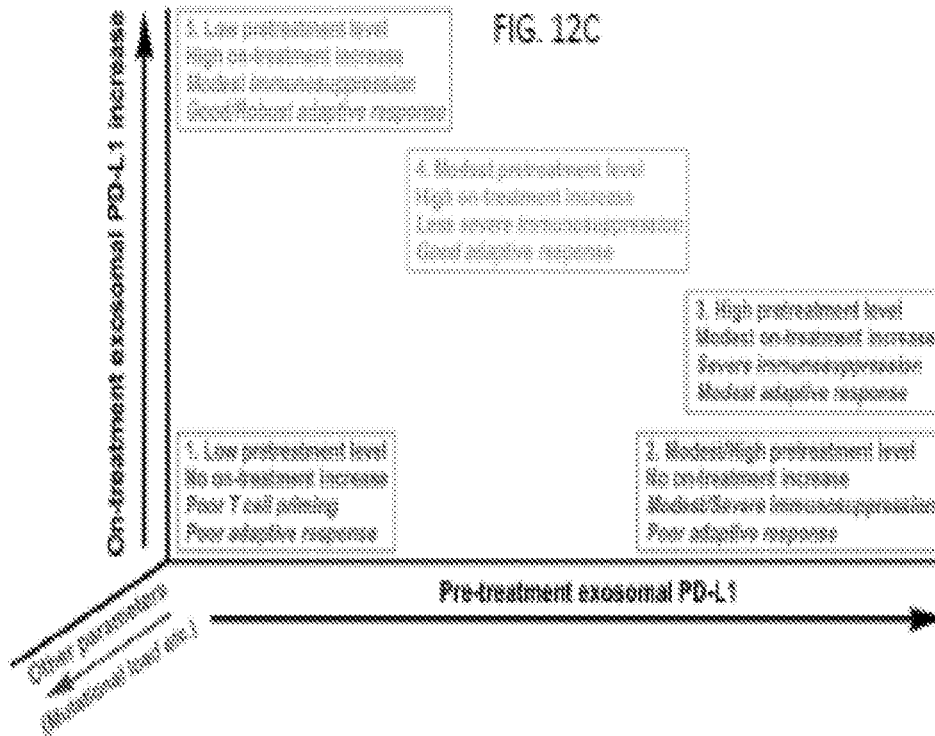 FIG. 12C
On-treatment exosomal PD-L1 increase
5. Low pretreatment level
High on-treatment increase
Modest immunosuppression
Good/Robust adaptive response
4. Modest pretreatment level
High on-treatment increase
Less severe immunosuppression
Good adaptive response
3. High pretreatment level
Modest on-treatment increase
Severe immunosuppression
Modest adaptive response
1. Low pretreatment level
No on-treatment increase
Poor T cell priming
Poor adaptive response
2. Modest/High pretreatment level
No on-treatment increase
Modest/Severe immunosuppression
Poor adaptive response
Pre-treatment exosomal PD-L1
Other parameters
(Mutational load etc.)